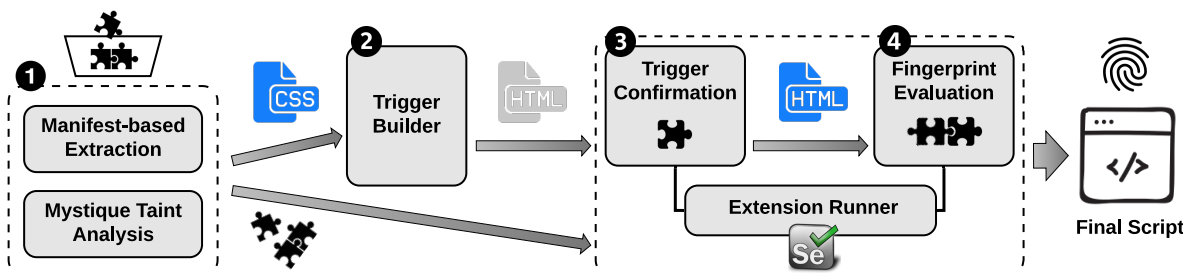 1
Manifest-based
Extraction
Mystique Taint
Analysis
CSS
2
Trigger
Builder
HTML
3
Trigger
Confirmation
HTML
4
Fingerprint
Evaluation
Extension Runner
Se
</>
Final Script